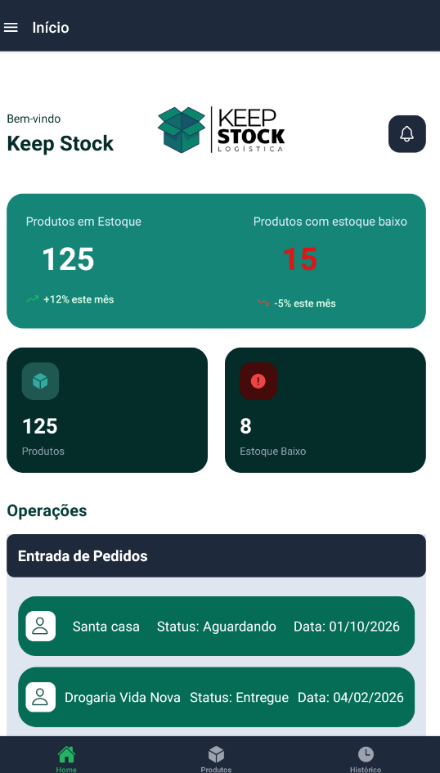 Início
Bem-vindo
Keep Stock
KEEP
STOCK
LOGÍSTICA
Produtos em Estoque
125
+12% este mês
Produtos com estoque baixo
15
-5% este mês
125
Produtos
8
Estoque Baixo
Operações
Entrada de Pedidos
Santa casa Status: Aguardando Data: 01/10/2026
Drogaria Vida Nova Status: Entregue Data: 04/02/2026
Home Produtos Histórico